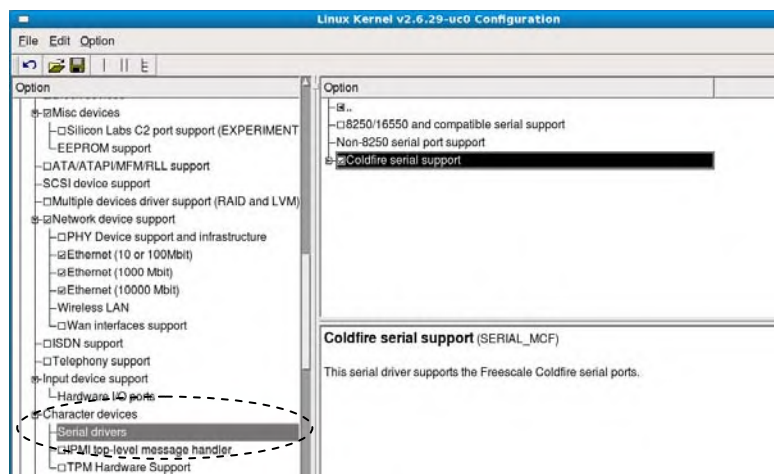 Linux Kernel v2.6.29-uc0 Configuration
File Edit Option
Option
Misc devices
Silicon Labs C2 port support (EXPERIMENT
EEPROM support
ATA/ATAPI/MFM/RLL support
SCSI device support
Multiple devices driver support (RAID and LVM)
Network device support
PHY Device support and infrastructure
Ethernet (10 or 100Mbit)
Ethernet (1000 Mbit)
Ethernet (10000 Mbit)
Wireless LAN
Wan interfaces support
ISDN support
Telephony support
Input device support
Hardware I/O ports
Character devices
Serial drivers
IPMI top-level message handler
TPM Hardware Support
Option
..
8250/16550 and compatible serial support
Non-8250 serial port support
Coldfire serial support
Coldfire serial support (SERIAL_MCF)
This serial driver supports the Freescale Coldfire serial ports.